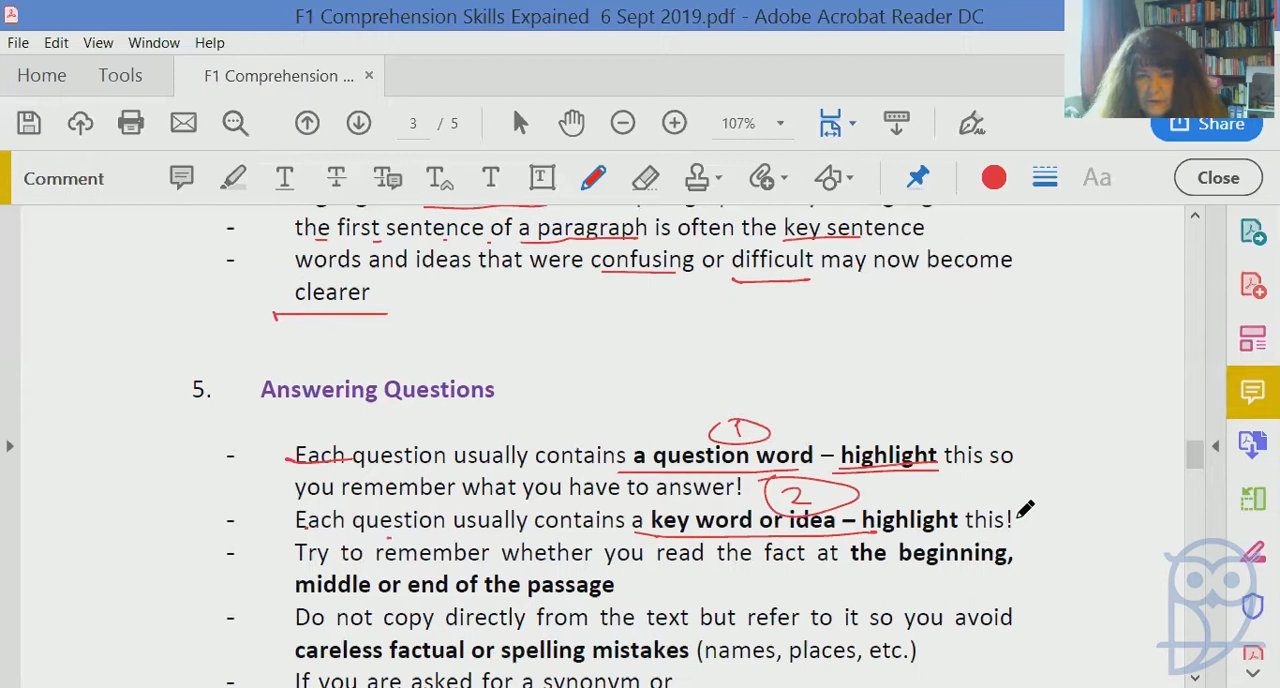 F1 Comprehension Skills Expained 6 Sept 2019.pdf - Adobe Acrobat Reader DC
File Edit View Window Help
Home Tools F1 Comprehension ... ×
3 / 5 107% Share
Comment Aa Close
- the first sentence of a paragraph is often the key sentence
- words and ideas that were confusing or difficult may now become
clearer
5. Answering Questions
1
- Each question usually contains a question word – highlight this so
you remember what you have to answer!
2
- Each question usually contains a key word or idea – highlight this!
- Try to remember whether you read the fact at the beginning,
middle or end of the passage
- Do not copy directly from the text but refer to it so you avoid
careless factual or spelling mistakes (names, places, etc.)
- If you are asked for a synonym or